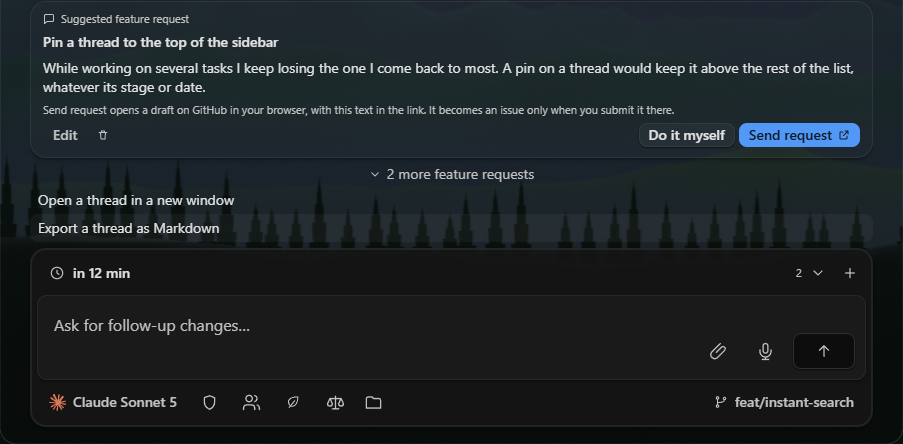 Suggested feature request
Pin a thread to the top of the sidebar
While working on several tasks I keep losing the one I come back to most. A pin on a thread would keep it above the rest of the list,
whatever its stage or date.
Send request opens a draft on GitHub in your browser, with this text in the link. It becomes an issue only when you submit it there.
Edit Do it myself Send request
2 more feature requests
Open a thread in a new window
Export a thread as Markdown
in 12 min 2
Ask for follow-up changes...
Claude Sonnet 5 feat/instant-search